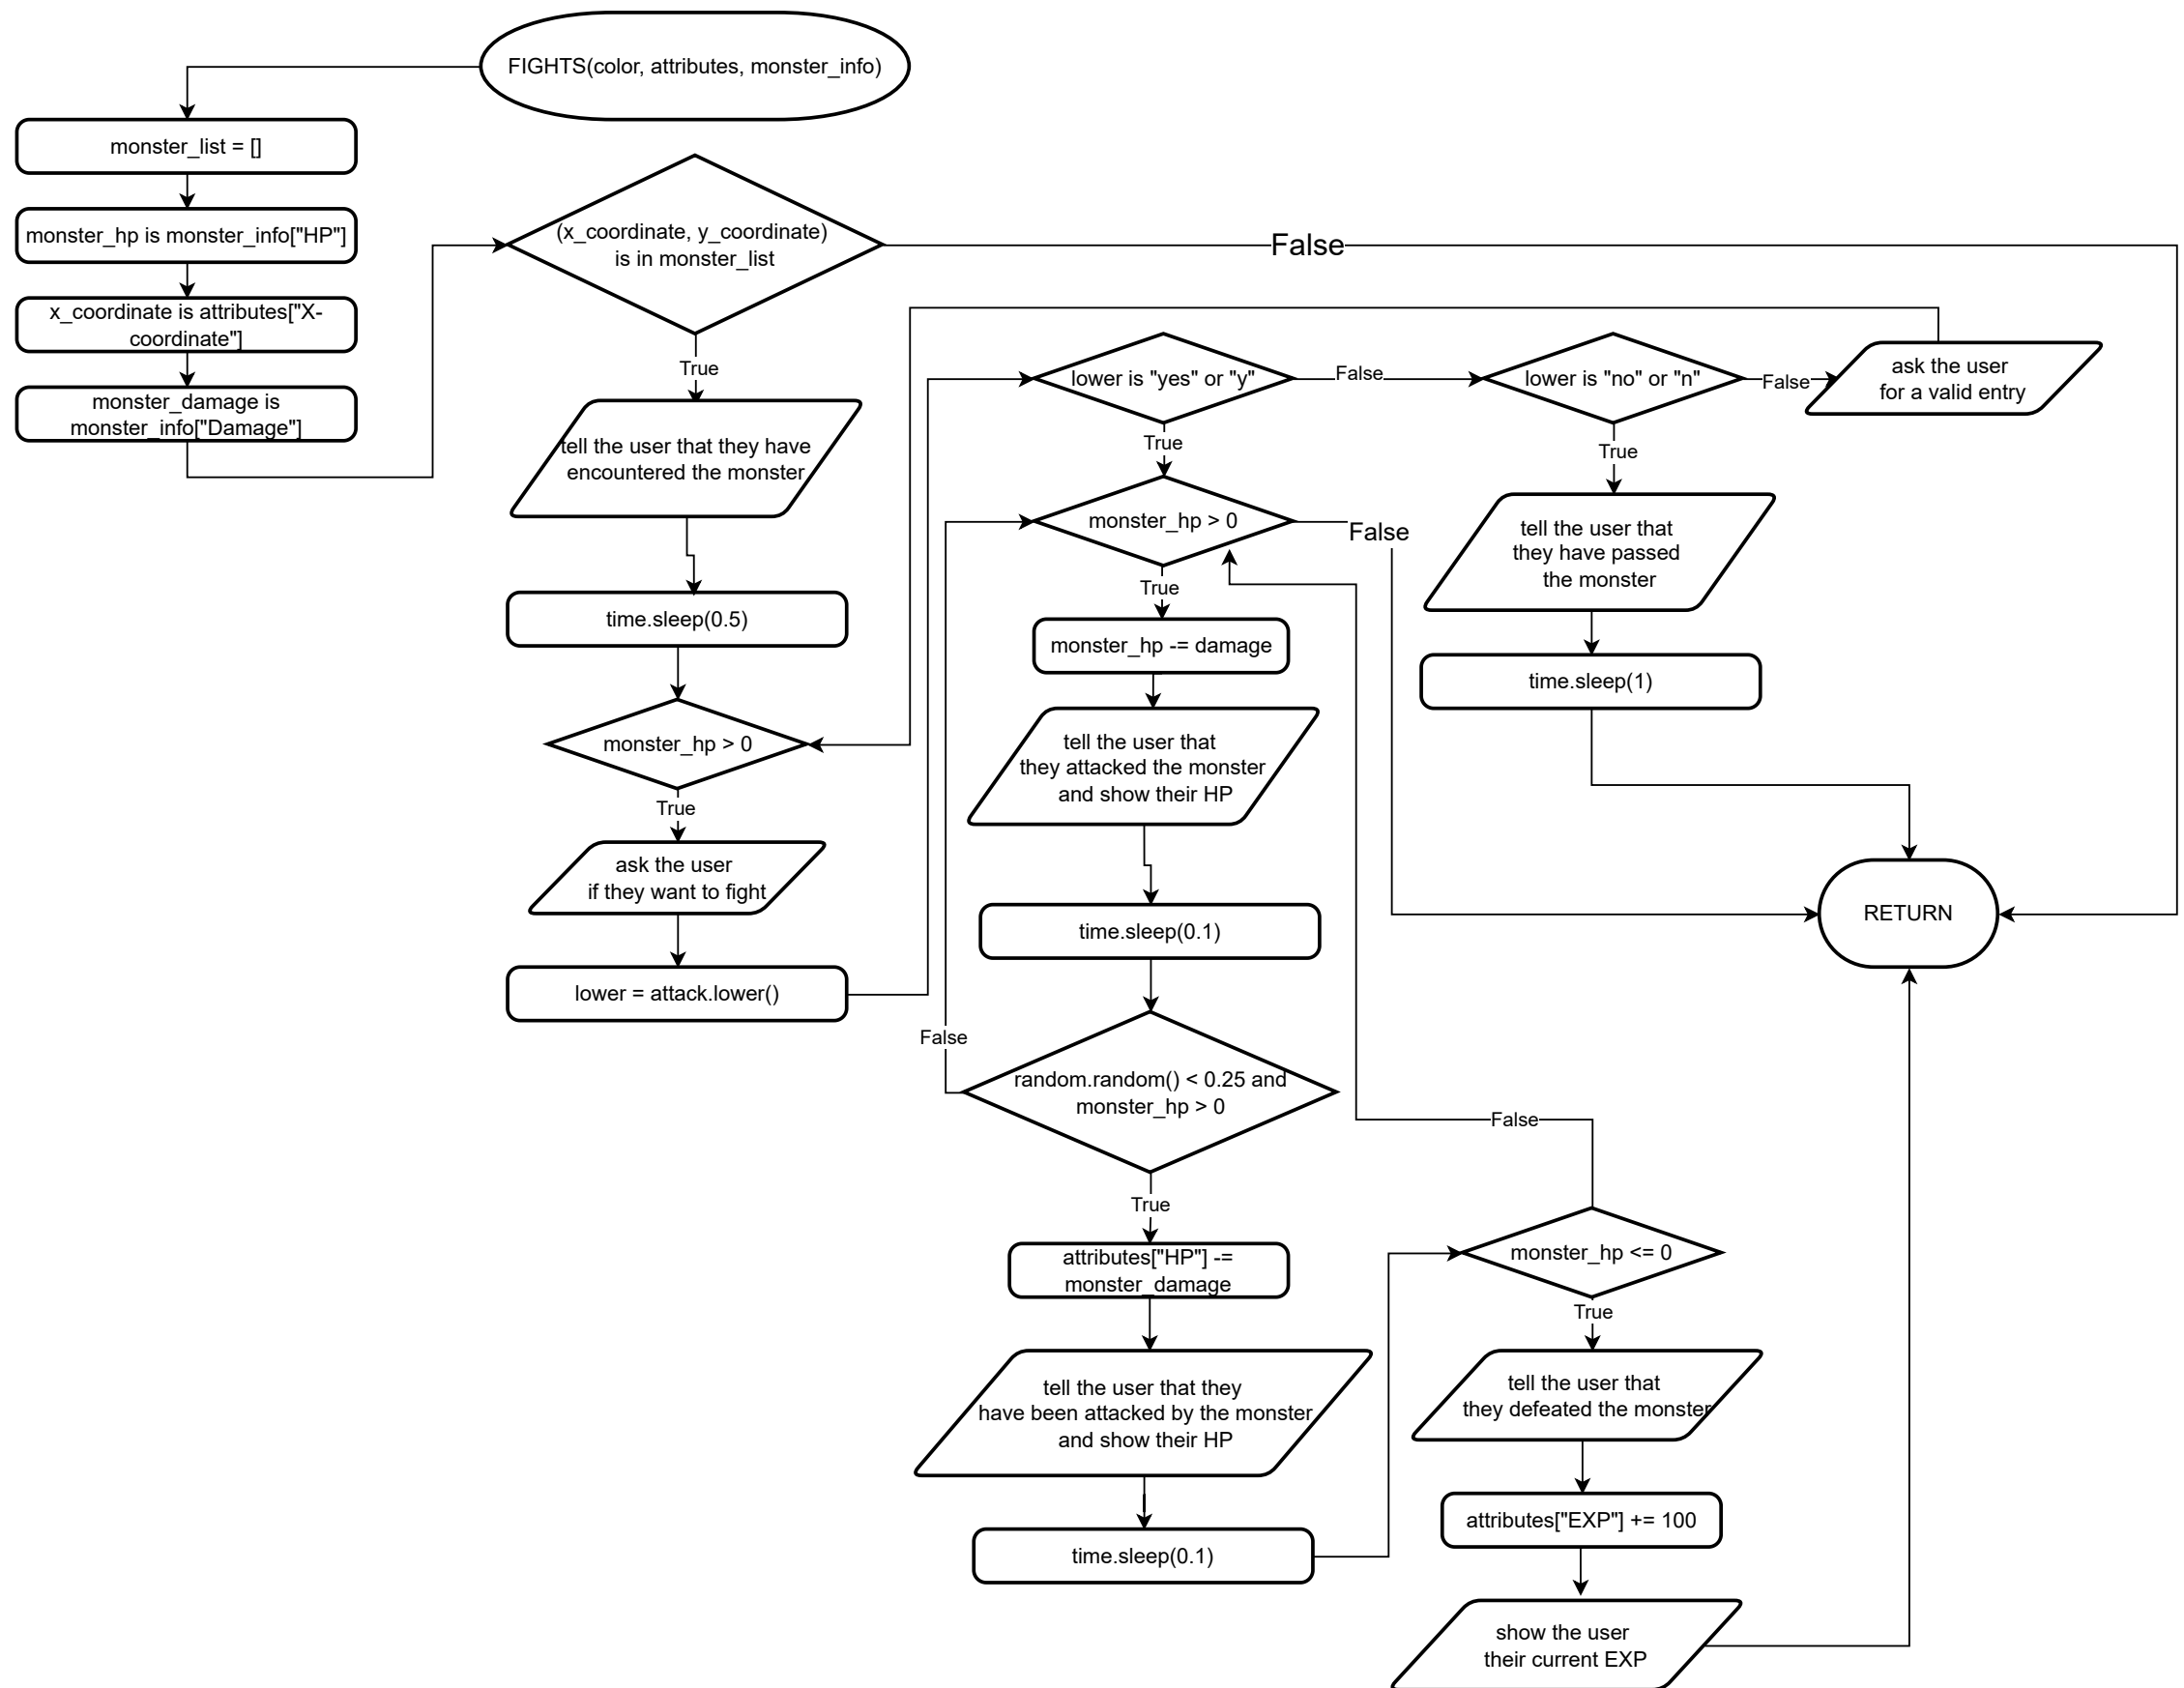 FIGHTS(color, attributes, monster_info)
monster_list = []
monster_hp is monster_info["HP"]
x_coordinate is attributes["X-
coordinate"]
monster_damage is
monster_info["Damage"]
(x_coordinate, y_coordinate)
is in monster_list
False
True
tell the user that they have
encountered the monster
time.sleep(0.5)
monster_hp > 0
True
ask the user
if they want to fight
lower = attack.lower()
lower is "yes" or "y"
False
lower is "no" or "n"
False
ask the user
for a valid entry
True
True
monster_hp > 0
False
tell the user that
they have passed
the monster
True
monster_hp -= damage
time.sleep(1)
tell the user that
they attacked the monster
and show their HP
RETURN
time.sleep(0.1)
False
random.random() < 0.25 and
monster_hp > 0
False
True
attributes["HP"] -=
monster_damage
monster_hp <= 0
True
tell the user that they
have been attacked by the monster
and show their HP
tell the user that
they defeated the monster
time.sleep(0.1)
attributes["EXP"] += 100
show the user
their current EXP